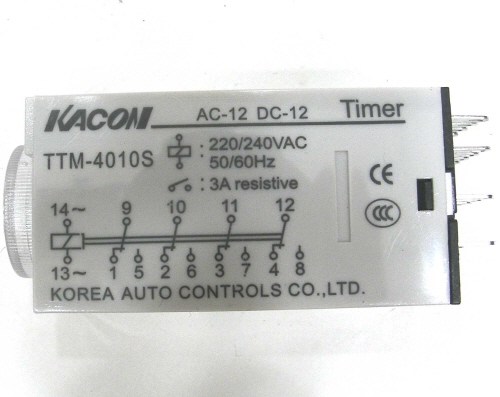 KACON AC-12 DC-12 Timer
TTM-4010S : 220/240VAC
50/60Hz
: 3A resistive
CE
CCC
14~ 9 10 11 12
13~ 1 5 2 6 3 7 4 8
KOREA AUTO CONTROLS CO.,LTD.